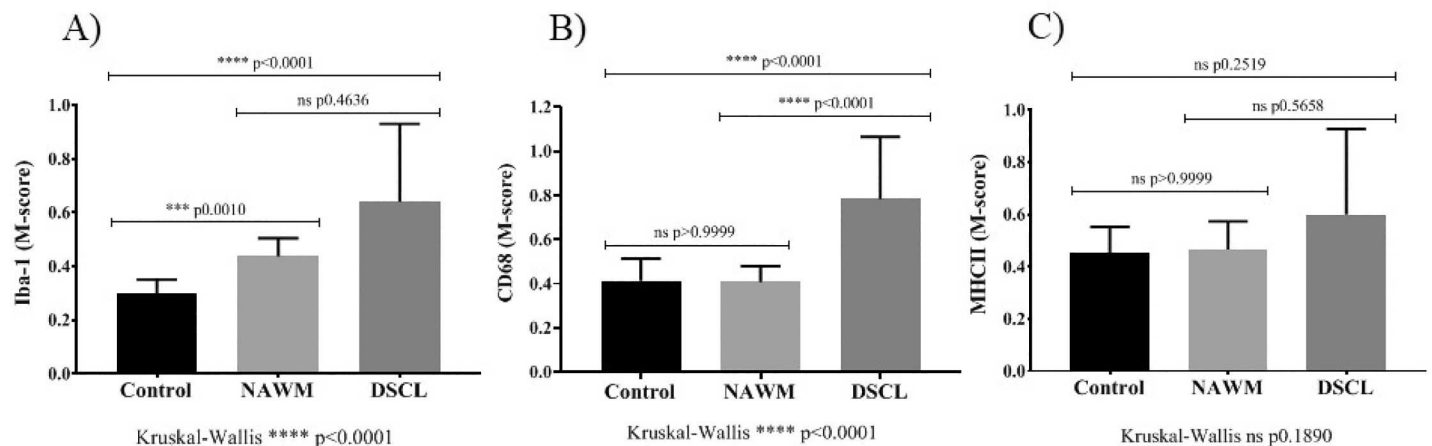 A)
**** p<0.0001
ns p0.4636
*** p0.0010
Iba-1 (M-score)
1.0
0.8
0.6
0.4
0.2
0.0
Control NAWM DSCL
Kruskal-Wallis **** p<0.0001
B)
**** p<0.0001
**** p<0.0001
ns p>0.9999
CD68 (M-score)
1.2
1.0
0.8
0.6
0.4
0.2
0.0
Control NAWM DSCL
Kruskal-Wallis **** p<0.0001
C)
ns p0.2519
ns p0.5658
ns p>0.9999
MHCII (M-score)
1.0
0.8
0.6
0.4
0.2
0.0
Control NAWM DSCL
Kruskal-Wallis ns p0.1890